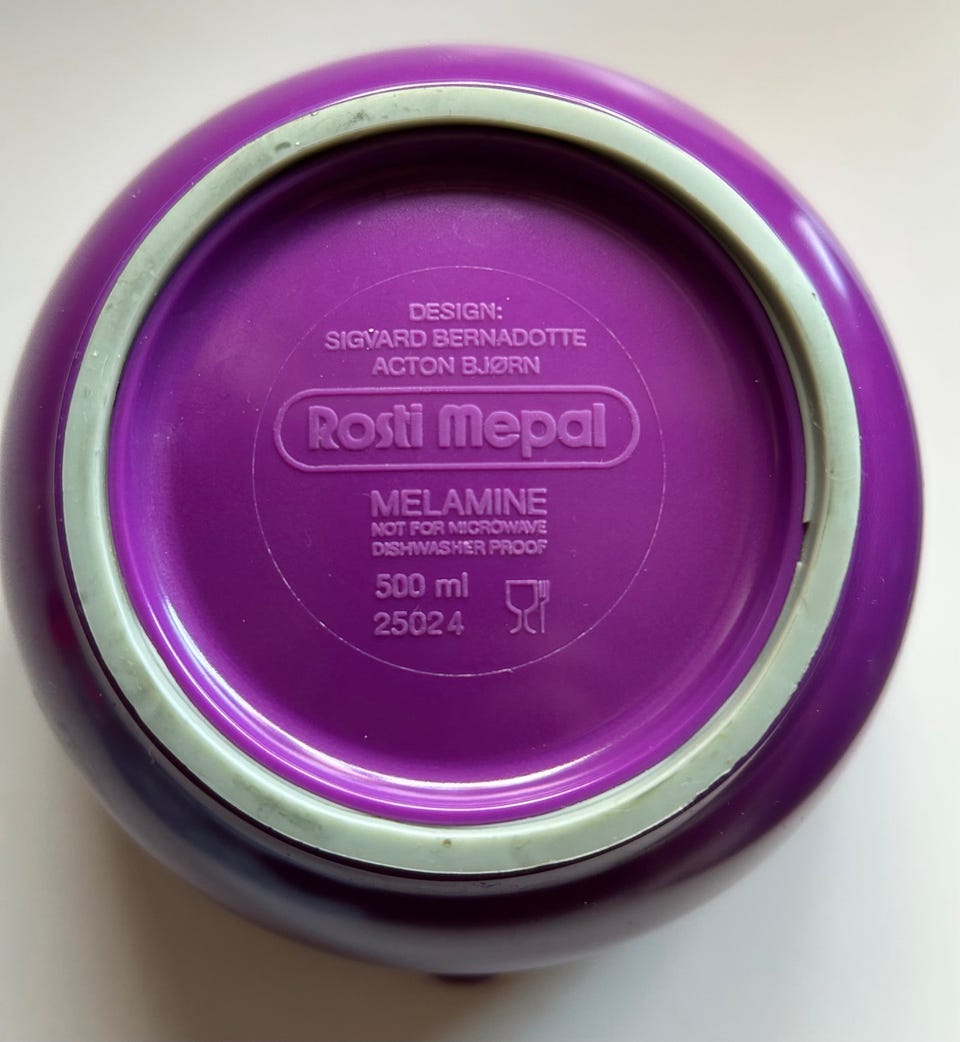 DESIGN:
SIGVARD BERNADOTTE
ACTON BJØRN
Rosti Mepal
MELAMINE
NOT FOR MICROWAVE
DISHWASHER PROOF
500 ml
25024